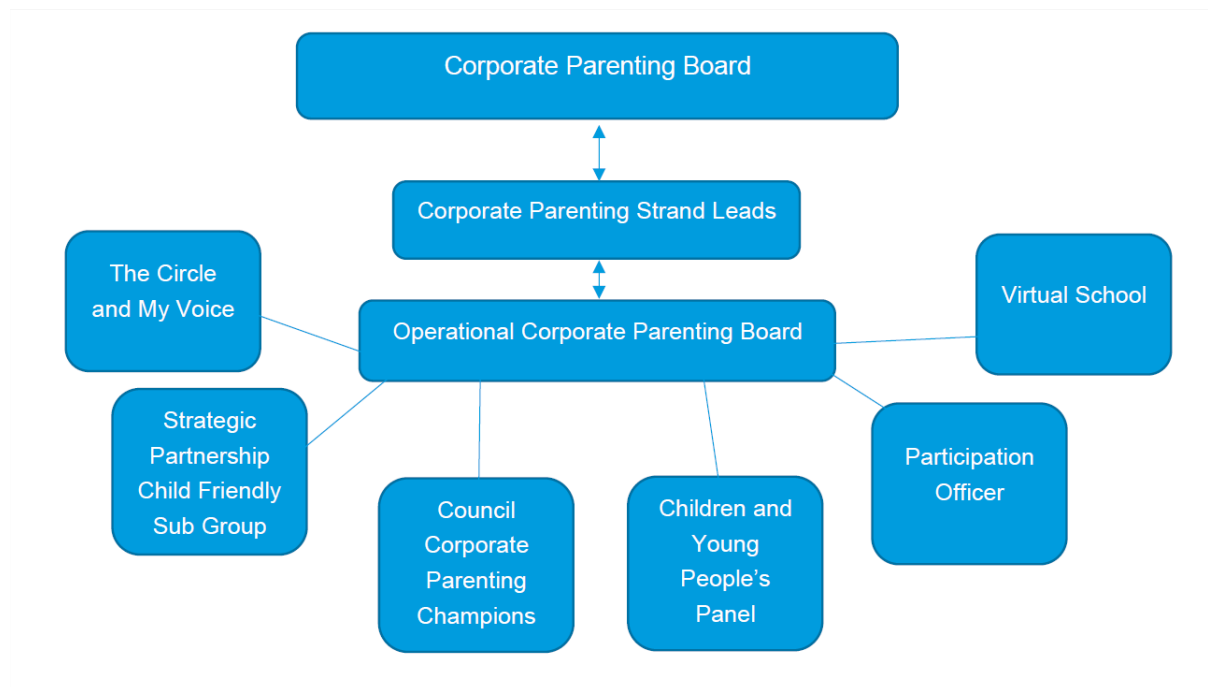 Corporate Parenting Board
Corporate Parenting Strand Leads
The Circle
and My Voice
Operational Corporate Parenting Board
Virtual School
Strategic
Partnership
Child Friendly
Sub Group
Council
Corporate
Parenting
Champions
Children and
Young
People’s
Panel
Participation
Officer